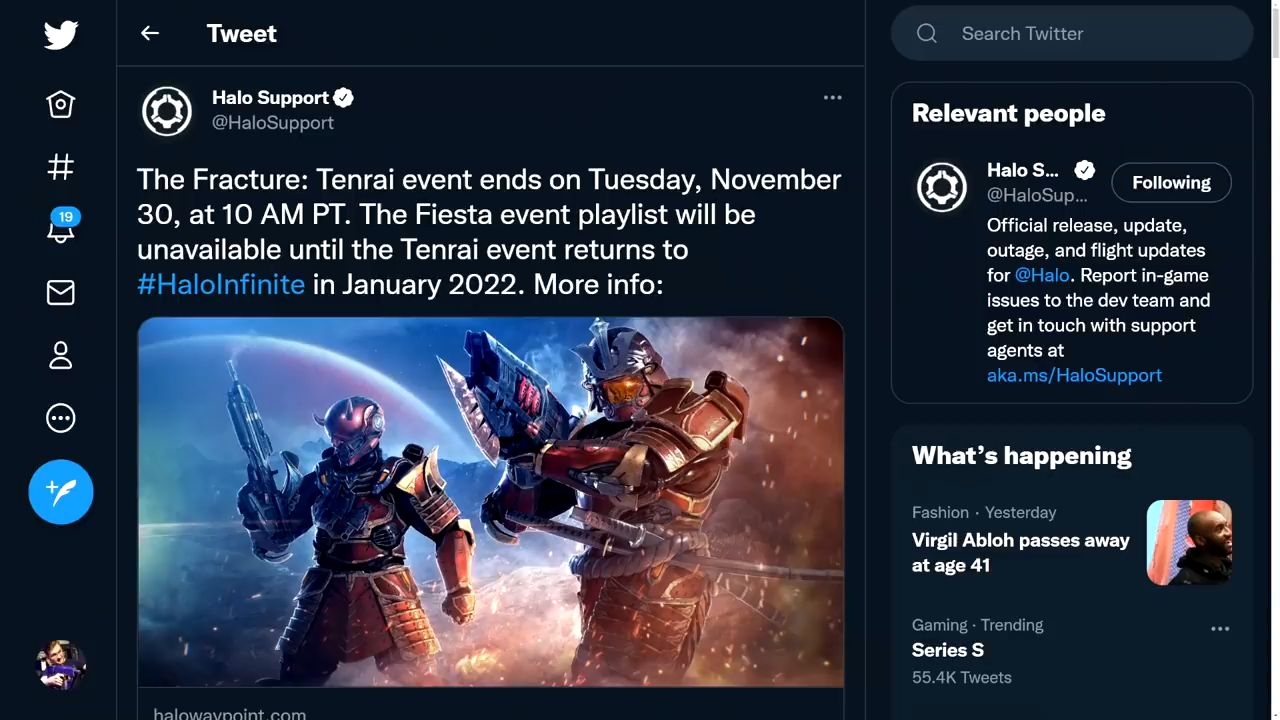 Tweet
Halo Support
@HaloSupport
The Fracture: Tenrai event ends on Tuesday, November
30, at 10 AM PT. The Fiesta event playlist will be
unavailable until the Tenrai event returns to
#HaloInfinite in January 2022. More info:
halowaypoint.com
19
Search Twitter
Relevant people
Halo S...
@HaloSup...
Following
Official release, update,
outage, and flight updates
for @Halo. Report in-game
issues to the dev team and
get in touch with support
agents at
aka.ms/HaloSupport
What's happening
Fashion · Yesterday
Virgil Abloh passes away
at age 41
Gaming · Trending
Series S
55.4K Tweets